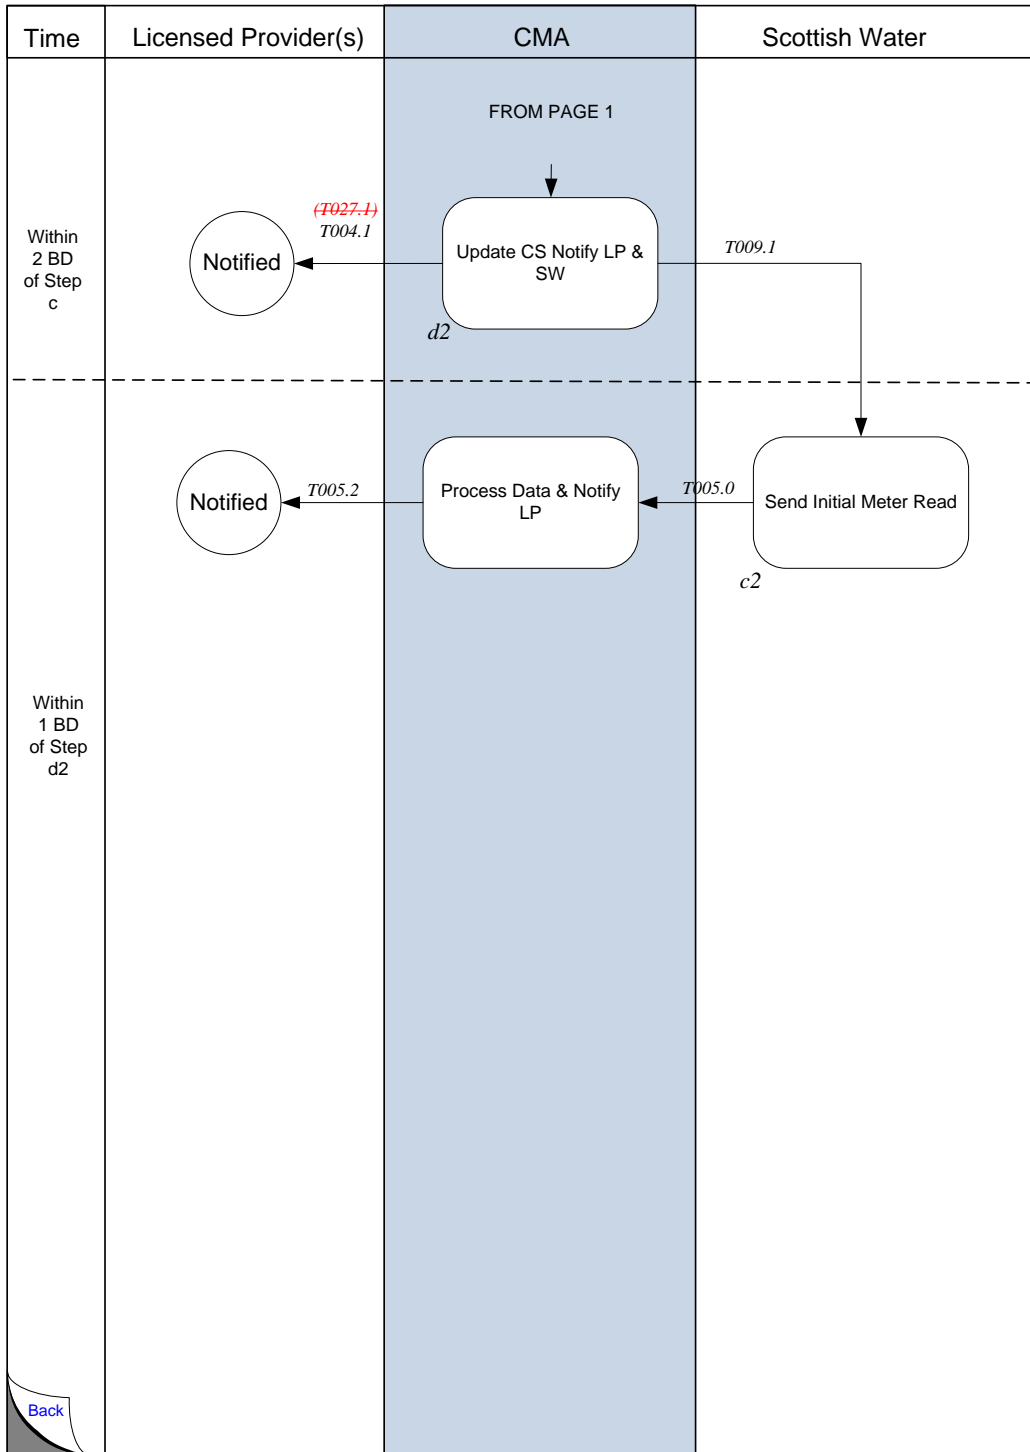 Time
Licensed Provider(s)
CMA
Scottish Water
FROM PAGE 1
Within
2 BD
of Step
c
Notified
(T027.1)
T004.1
Update CS Notify LP &
SW
d2
T009.1
Notified
T005.2
Process Data & Notify
LP
T005.0
Send Initial Meter Read
c2
Within
1 BD
of Step
d2
Back